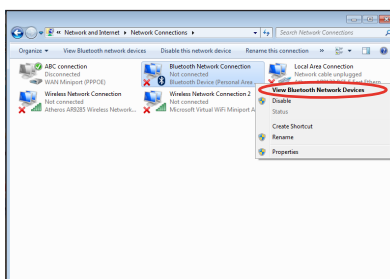 « Network and Internet ▸ Network Connections ▸
Search Network Connections
Organize ▾ View Bluetooth network devices Disable this network device Rename this connection »
ABC connection
Disconnected
WAN Miniport (PPPOE)
Bluetooth Network Connection
Not connected
Bluetooth Device (Personal Area ...
Local Area Connection
Network cable unplugged
Wireless Network Connection
Not connected
Atheros AR9285 Wireless Network...
Wireless Network Connection 2
Not connected
Microsoft Virtual WiFi Miniport A
View Bluetooth Network Devices
Disable
Status
Create Shortcut
Rename
Properties